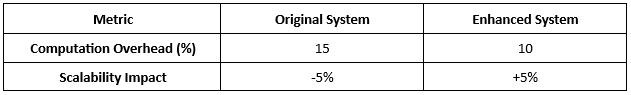 Metric Original System Enhanced System
Computation Overhead (%) 15 10
Scalability Impact -5% +5%